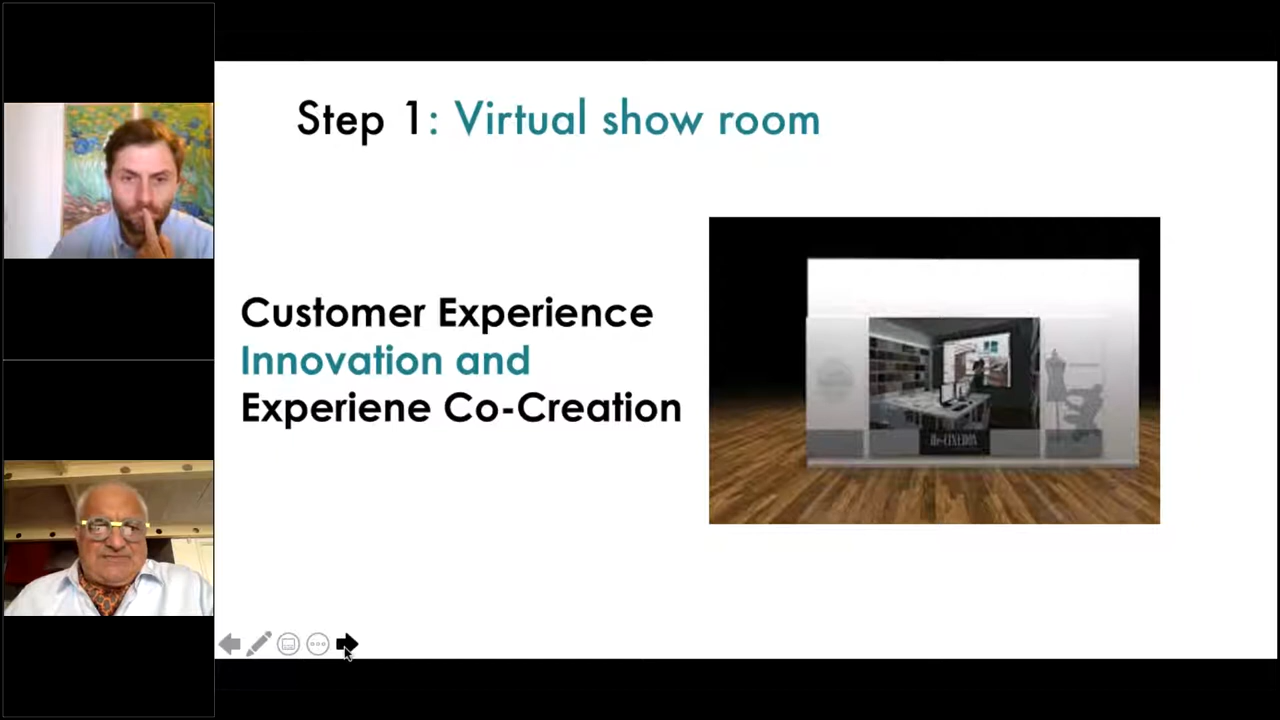 Step 1: Virtual show room
Customer Experience
Innovation and
Experiene Co-Creation